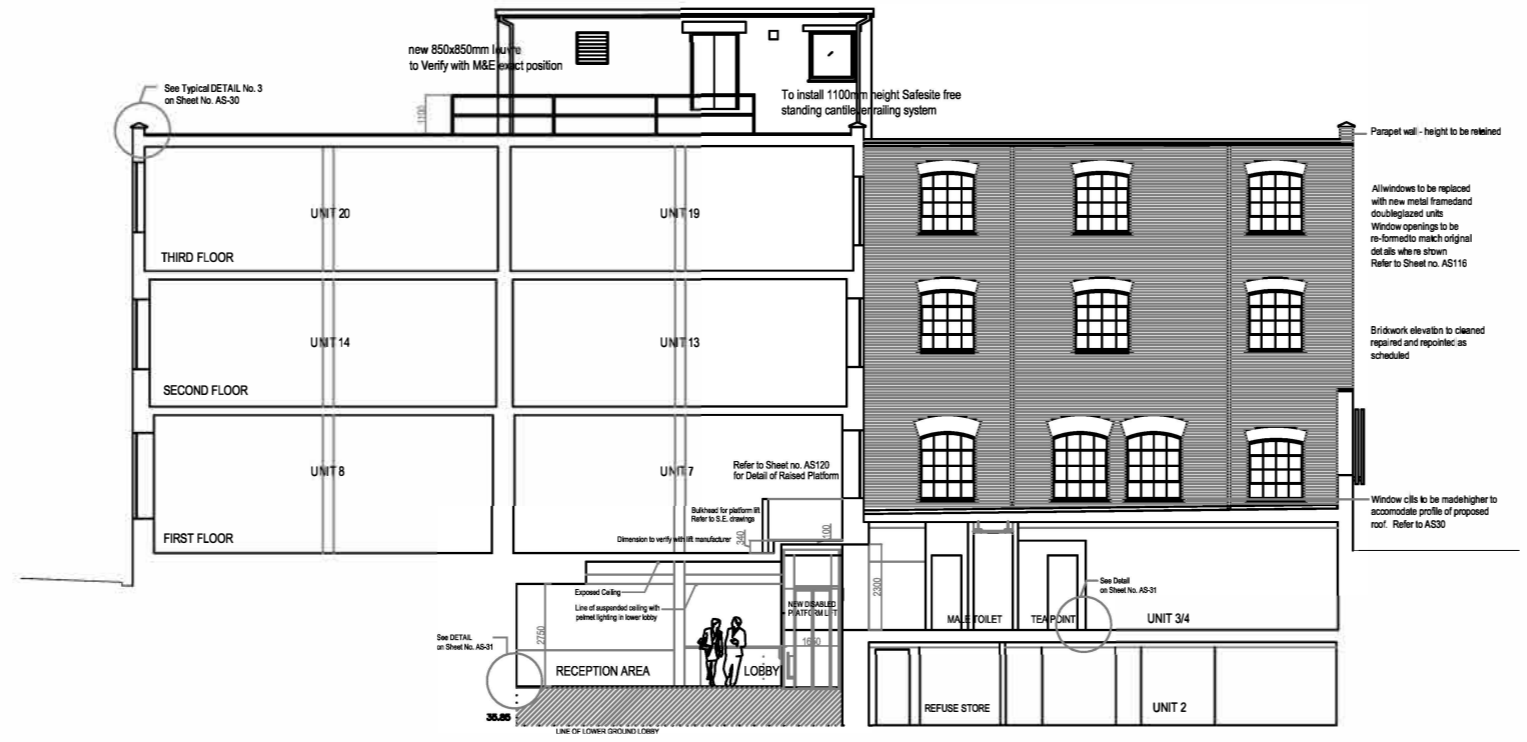 new 850x850mm louvre
to Verify with M&E exact position
See Typical DETAIL No. 3
on Sheet No. AS-30
1100
To install 1100mm height Safesite free
standing cantilever railing system
Parapet wall - height to be retained
UNIT 20
UNIT 19
THIRD FLOOR
All windows to be replaced
with new metal framed and
double glazed units
Window openings to be
re-formed to match original
details where shown
Refer to Sheet no. AS116
UNIT 14
UNIT 13
SECOND FLOOR
Brickwork elevation to cleaned
repaired and repointed as
scheduled
UNIT 8
UNIT 7
Refer to Sheet no. AS120
for Detail of Raised Platform
FIRST FLOOR
Bulkhead for platform lift
Refer to S.E. drawings
Dimension to verify with lift manufacturer
340
100
Window cills to be made higher to
accomodate profile of proposed
roof. Refer to AS30
Exposed Ceiling
Line of suspended ceiling with
pelmet lighting in lower lobby
NEW DISABLED
PLATFORM LIFT
2300
See Detail
on Sheet No. AS-31
MALE TOILET
TEA POINT
UNIT 3/4
2750
See DETAIL
on Sheet No. AS-31
1650
RECEPTION AREA
LOBBY
REFUSE STORE
UNIT 2
35.85
LINE OF LOWER GROUND LOBBY